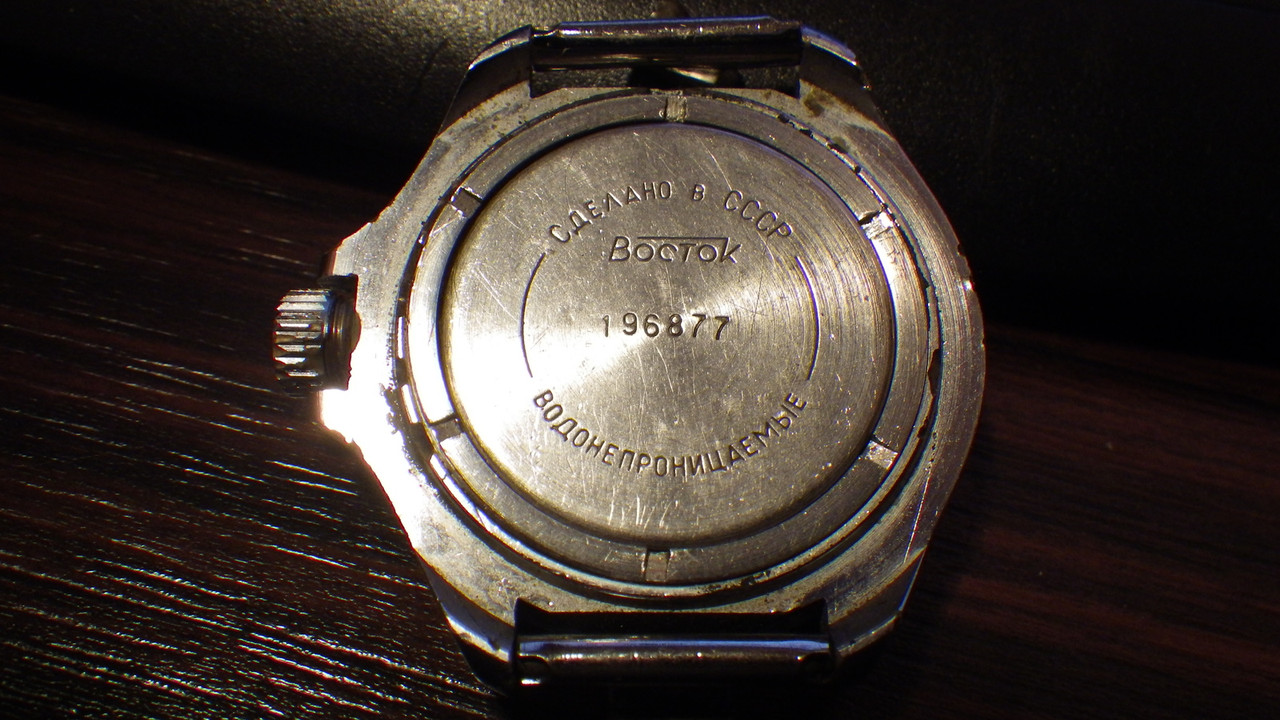 СДЕЛАНО В СССР
Восток
196877
ВОДОНЕПРОНИЦАЕМЫЕ